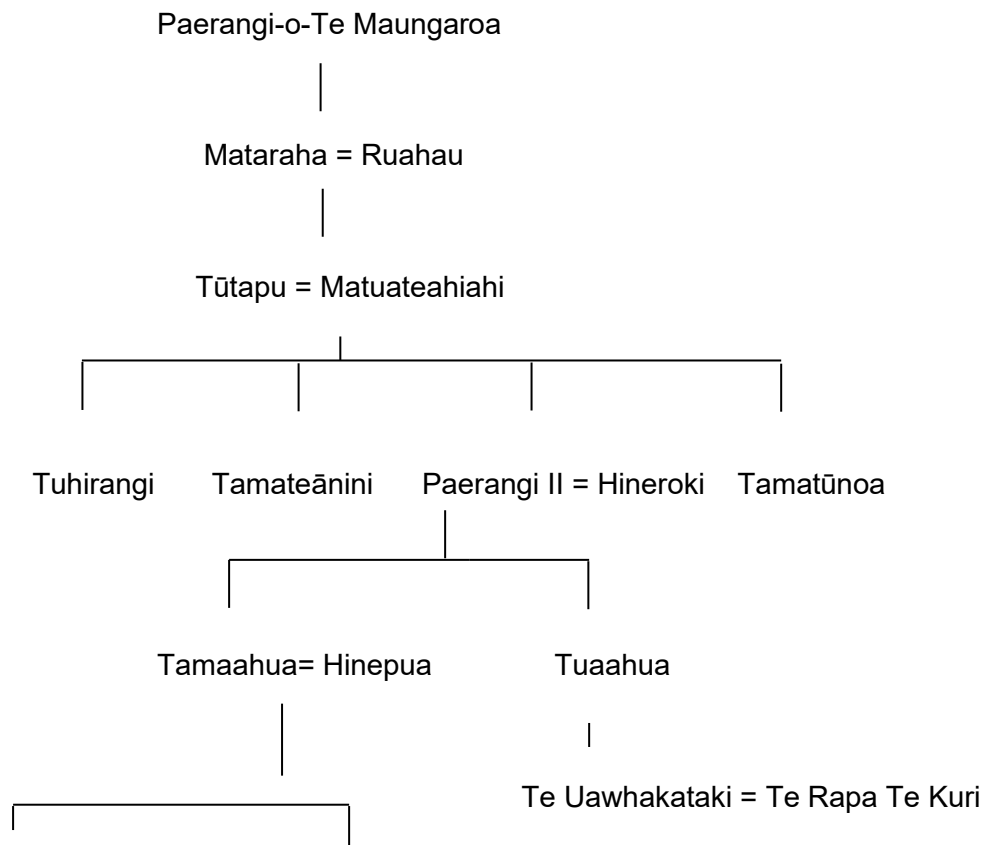 Paerangi-o-Te Maungaroa
Mataraha = Ruahau
Tūtapu = Matuateahiahi
Tuhirangi Tamateānini Paerangi II = Hineroki Tamatūnoa
Tamaahua= Hinepua Tuaahua
Te Uawhakataki = Te Rapa Te Kuri